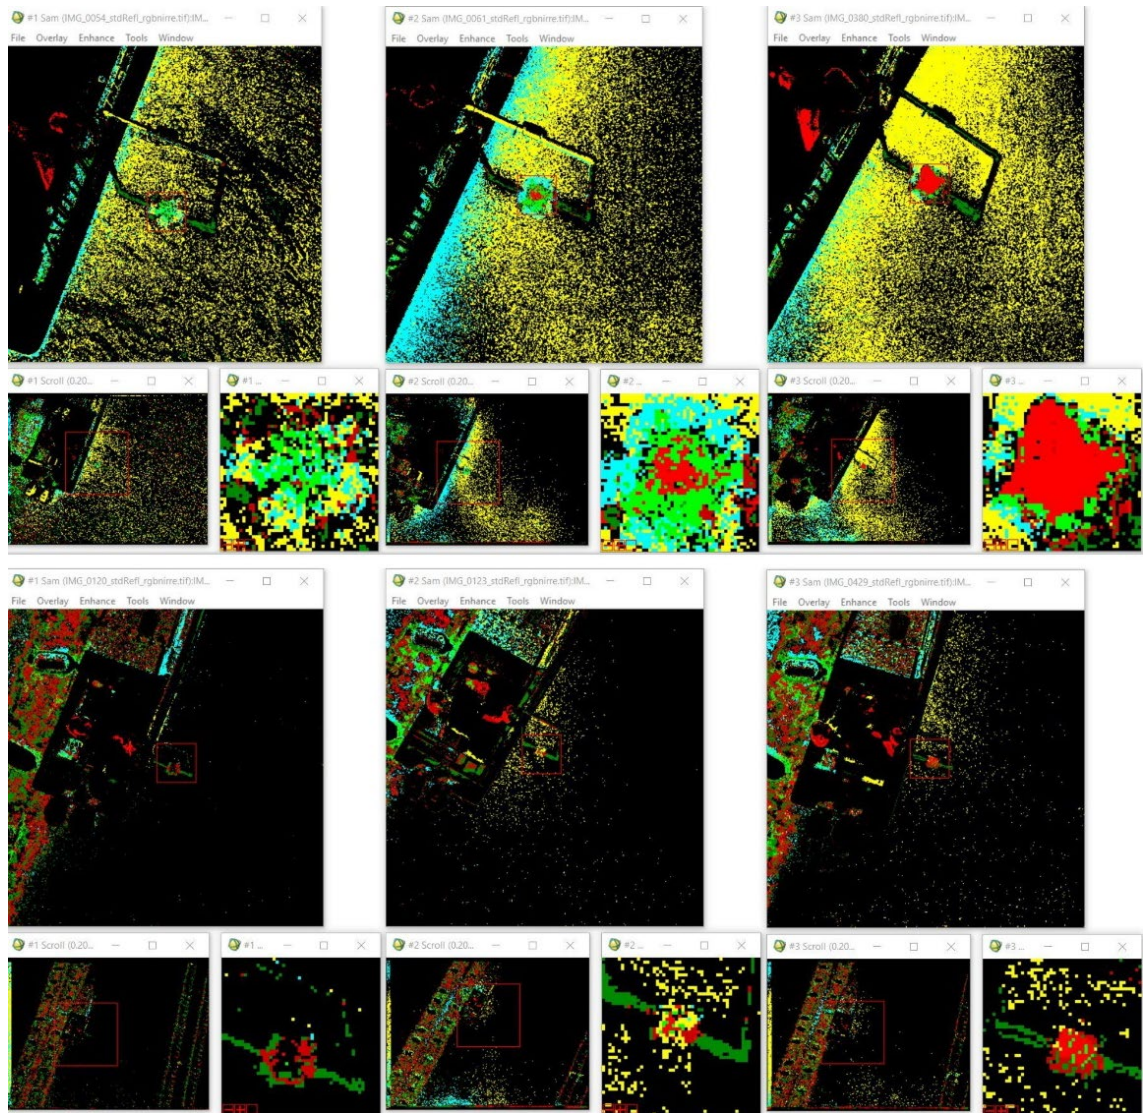 #1 Sam (IMG_0054_stdRefl_rgbnirre.tif):IM...
File Overlay Enhance Tools Window
#2 Sam (IMG_0061_stdRefl_rgbnirre.tif):IM...
File Overlay Enhance Tools Window
#3 Sam (IMG_0380_stdRefl_rgbnirre.tif):IM...
File Overlay Enhance Tools Window
#1 Scroll (0.20...
#1 ...
#2 Scroll (0.20...
#2 ...
#3 Scroll (0.20...
#3 ...
#1 Sam (IMG_0120_stdRefl_rgbnirre.tif):IM...
File Overlay Enhance Tools Window
#2 Sam (IMG_0123_stdRefl_rgbnirre.tif):IM...
File Overlay Enhance Tools Window
#3 Sam (IMG_0429_stdRefl_rgbnirre.tif):IM...
File Overlay Enhance Tools Window
#1 Scroll (0.20...
#1 ...
#2 Scroll (0.20...
#2 ...
#3 Scroll (0.20...
#3 ...